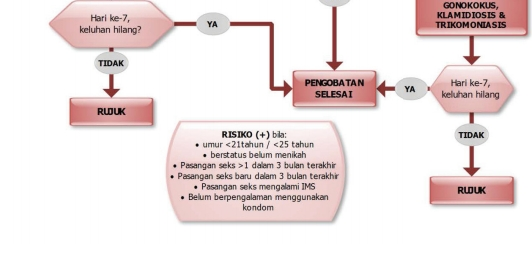 GONOKOKUS,
KLAMIDIOSIS &
TRIKOMONIASIS
Hari ke-7,
keluhan hilang?
YA
TIDAK
RUJUK
PENGOBATAN
SELESAI
YA
Hari ke-7,
keluhan hilang
TIDAK
RUJUK
RISIKO (+) bila:
• umur <21tahun / <25 tahun
• berstatus belum menikah
• Pasangan seks >1 dalam 3 bulan terakhir
• Pasangan seks baru dalam 3 bulan terakhir
• Pasangan seks mengalami IMS
• Belum berpengalaman menggunakan
kondom